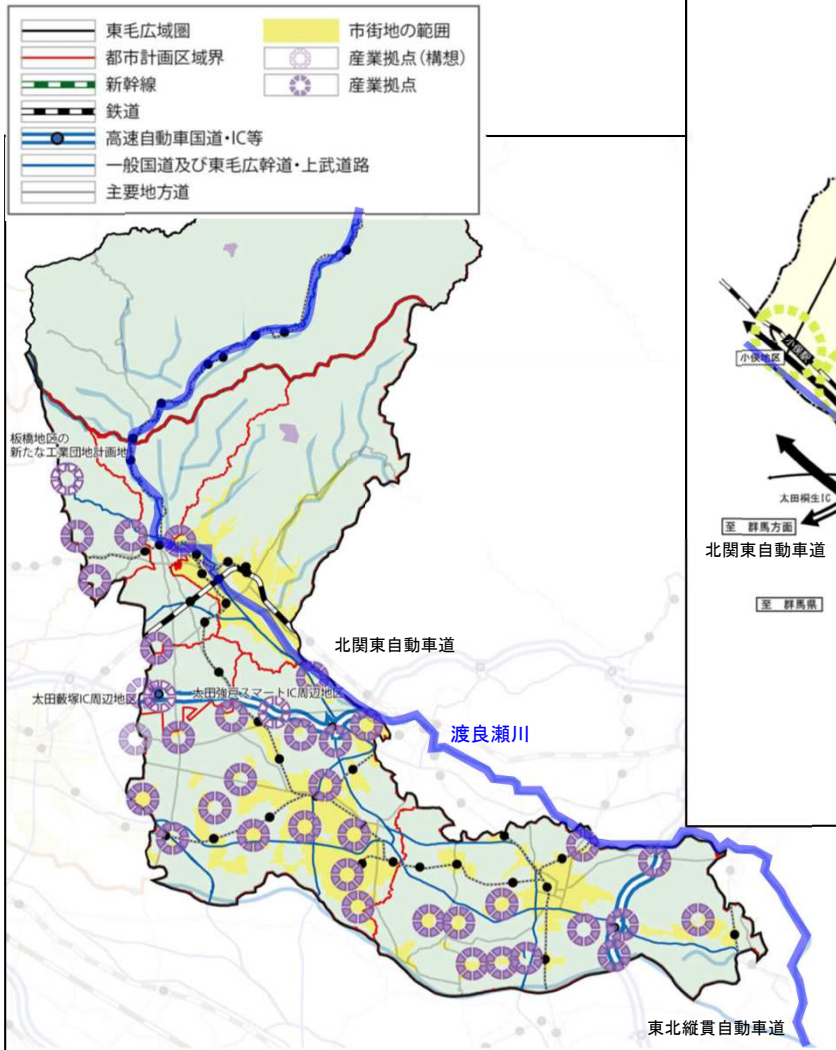 東毛広域圏
都市計画区域界
新幹線
鉄道
高速自動車国道・IC等
一般国道及び東毛広幹道・上武道路
主要地方道
市街地の範囲
産業拠点(構想)
産業拠点
板橋地区の
新たな工業団地計画地
北関東自動車道
太田藪塚IC周辺地区
太田強戸スマートIC周辺地区
渡良瀬川
東北縦貫自動車道
小俣駅
小俣地区
太田桐生IC
至 群馬方面
北関東自動車道
至 群馬県